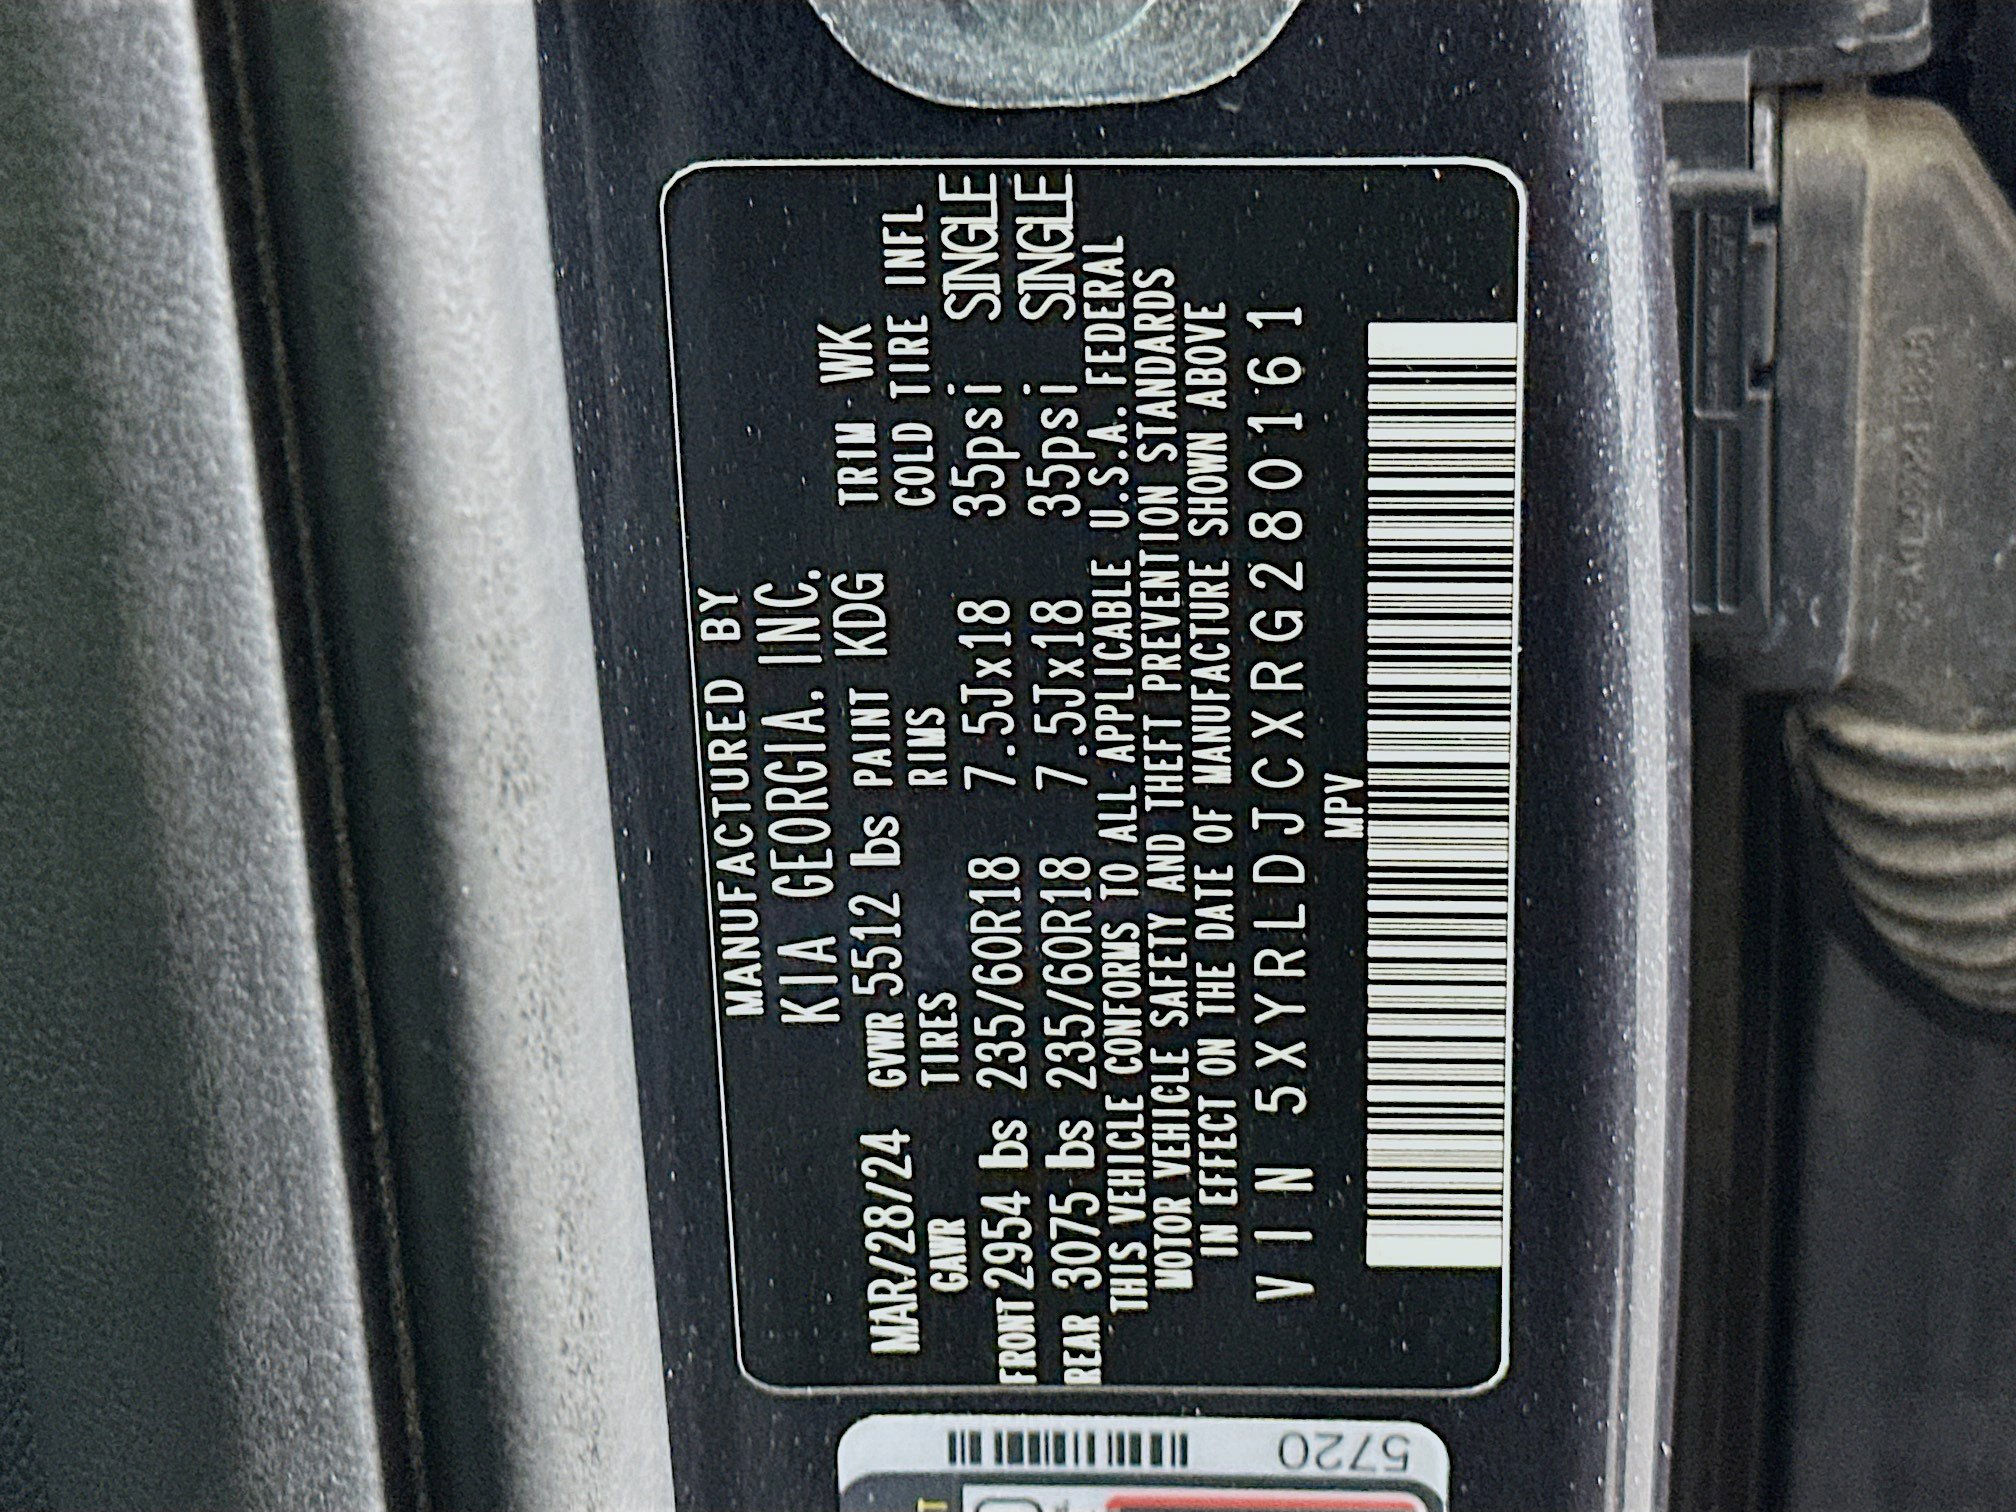 MANUFACTURED BY
KIA GEORGIA, INC.
MAR/28/24 GVWR 5512 lbs PAINT KDG TRIM WK
GAWR TIRES RIMS COLD TIRE INFL
FRONT 2954 lbs 235/60R18 7.5Jx18 35psi SINGLE
REAR 3075 lbs 235/60R18 7.5Jx18 35psi SINGLE
THIS VEHICLE CONFORMS TO ALL APPLICABLE U.S.A. FEDERAL
MOTOR VEHICLE SAFETY AND THEFT PREVENTION STANDARDS
IN EFFECT ON THE DATE OF MANUFACTURE SHOWN ABOVE
VIN 5XYRLDJCXRG280161
MPV
5720